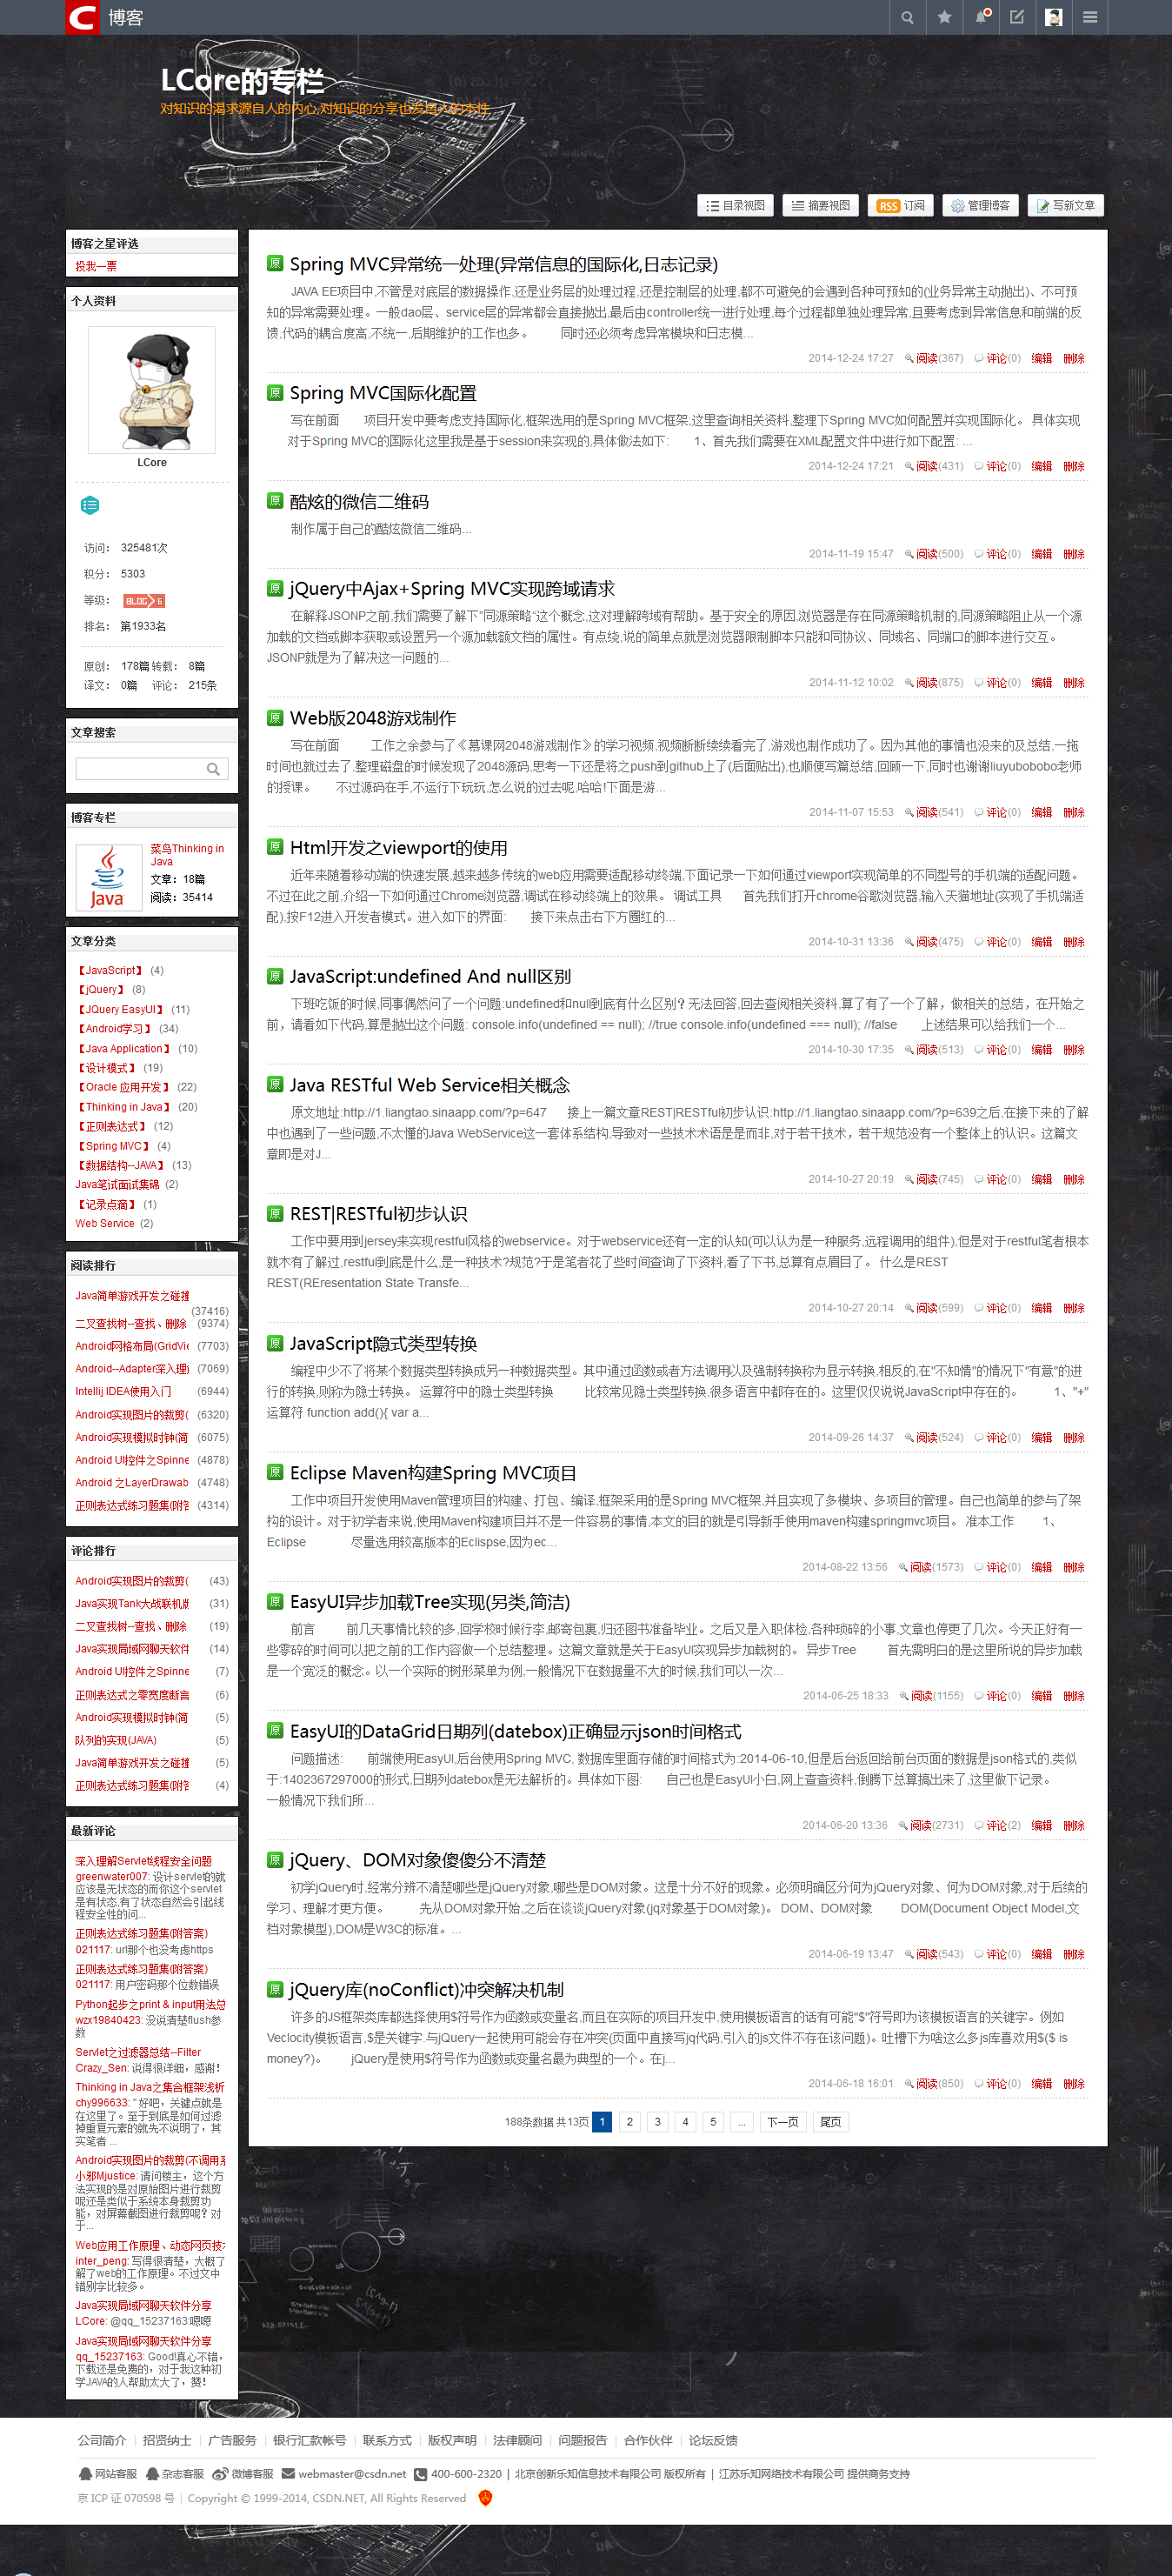 C 博客
LCore的专栏
对知识的渴求源自人的内心,对知识的分享也发自人的本性
目录视图 摘要视图 RSS 订阅 管理博客 写新文章
博客之星评选
投我一票
个人资料
LCore
访问： 325481次
积分： 5303
等级： BLOG 5
排名： 第1933名
原创： 178篇 转载： 8篇
译文： 0篇 评论： 215条
文章搜索
博客专栏
Java
菜鸟Thinking in
Java
文章：18篇
阅读：35414
文章分类
【JavaScript】 (4)
【jQuery】 (8)
【JQuery EasyUI】 (11)
【Android学习】 (34)
【Java Application】 (10)
【设计模式】 (19)
【Oracle 应用开发】 (22)
【Thinking in Java】 (20)
【正则表达式】 (12)
【Spring MVC】 (4)
【数据结构--JAVA】 (13)
Java笔试面试集锦 (2)
【记录点滴】 (1)
Web Service (2)
阅读排行
Java简单游戏开发之碰撞
(37416)
二叉查找树--查找、删除 (9374)
Android网格布局(GridVie (7703)
Android--Adapter深入理 (7069)
Intellij IDEA使用入门 (6944)
Android实现图片的裁剪( (6320)
Android实现模拟时钟(简 (6075)
Android UI控件之Spinne (4878)
Android 之LayerDrawab (4748)
正则表达式练习题集(附答 (4314)
评论排行
Android实现图片的裁剪( (43)
Java实现Tank大战联机版 (31)
二叉查找树--查找、删除 (19)
Java实现局域网聊天软件 (14)
Android UI控件之Spinne (7)
正则表达式之零宽度断言 (6)
Android实现模拟时钟(简 (5)
队列的实现(JAVA) (5)
Java简单游戏开发之碰撞 (5)
正则表达式练习题集(附答 (4)
最新评论
深入理解Servlet线程安全问题
greenwater007: 设计servlet的就
应该是无状态的而你这个servlet
是有状态,有了状态自然会引起线
程安全性的问...
正则表达式练习题集(附答案)
021117: url那个也没考虑https
正则表达式练习题集(附答案)
021117: 用户密码那个位数错误
Python起步之print & input用法总
wzx19840423: 没说清楚flush参
数
Servlet之过滤器总结--Filter
Crazy_Sen: 说得很详细，感谢！
Thinking in Java之集合框架浅析
chy996633: " 好吧，关键点就是
在这里了。至于到底是如何过滤
掉重复元素的就先不说明了，其
实笔者 ...
Android实现图片的裁剪(不调用系
小邪Mjustice: 请问楼主，这个方
法实现的是对原始图片进行裁剪
呢还是类似于系统本身裁剪功
能，对屏幕截图进行裁剪呢？对
于...
Web应用工作原理、动态网页技术
inter_peng: 写得很清楚，大概了
解了web的工作原理。不过文中
错别字比较多。
Java实现局域网聊天软件分享
LCore: @qq_15237163:嗯嗯
Java实现局域网聊天软件分享
qq_15237163: Good!真心不错，
下载还是免费的，对于我这种初
学JAVA的人帮助太大了，赞！
原 Spring MVC异常统一处理(异常信息的国际化,日志记录)
JAVA EE项目中,不管是对底层的数据操作,还是业务层的处理过程,还是控制层的处理,都不可避免的会遇到各种可预知的(业务异常主动抛出)、不可预
知的异常需要处理。一般dao层、service层的异常都会直接抛出,最后由controller统一进行处理,每个过程都单独处理异常,且要考虑到异常信息和前端的反
馈,代码的耦合度高,不统一,后期维护的工作也多。 同时还必须考虑异常模块和日志模...
2014-12-24 17:27 阅读(367) 评论(0) 编辑 删除
原 Spring MVC国际化配置
写在前面 项目开发中要考虑支持国际化,框架选用的是Spring MVC框架,这里查询相关资料,整理下Spring MVC如何配置并实现国际化。 具体实现
对于Spring MVC的国际化这里我是基于session来实现的,具体做法如下: 1、首先我们需要在XML配置文件中进行如下配置: ...
2014-12-24 17:21 阅读(431) 评论(0) 编辑 删除
原 酷炫的微信二维码
制作属于自己的酷炫微信二维码...
2014-11-19 15:47 阅读(500) 评论(0) 编辑 删除
原 jQuery中Ajax+Spring MVC实现跨域请求
在解释JSONP之前,我们需要了解下"同源策略"这个概念,这对理解跨域有帮助。基于安全的原因,浏览器是存在同源策略机制的,同源策略阻止从一个源
加载的文档或脚本获取或设置另一个源加载额文档的属性。有点绕,说的简单点就是浏览器限制脚本只能和同协议、同域名、同端口的脚本进行交互。
JSONP就是为了解决这一问题的...
2014-11-12 10:02 阅读(875) 评论(0) 编辑 删除
原 Web版2048游戏制作
写在前面 工作之余参与了《慕课网2048游戏制作》的学习视频,视频断断续续看完了,游戏也制作成功了。因为其他的事情也没来的及总结,一拖
时间也就过去了,整理磁盘的时候发现了2048源码,思考一下还是将之push到github上了(后面贴出),也顺便写篇总结,回顾一下,同时也谢谢liuyubobobo老师
的授课。 不过源码在手,不运行下玩玩,怎么说的过去呢,哈哈!下面是游...
2014-11-07 15:53 阅读(541) 评论(0) 编辑 删除
原 Html开发之viewport的使用
近年来随着移动端的快速发展,越来越多传统的web应用需要适配移动终端,下面记录一下如何通过viewport实现简单的不同型号的手机端的适配问题。
不过在此之前,介绍一下如何通过Chrome浏览器,调试在移动终端上的效果。 调试工具 首先我们打开chrome谷歌浏览器,输入天猫地址(实现了手机端适
配),按F12进入开发者模式。进入如下的界面: 接下来点击右下方圈红的...
2014-10-31 13:36 阅读(475) 评论(0) 编辑 删除
原 JavaScript:undefined And null区别
下班吃饭的时候,同事偶然问了一个问题:undefined和null到底有什么区别？无法回答,回去查阅相关资料,算了有了一个了解，做相关的总结，在开始之
前，请看如下代码,算是抛出这个问题: console.info(undefined == null); //true console.info(undefined === null); //false 上述结果可以给我们一个...
2014-10-30 17:35 阅读(513) 评论(0) 编辑 删除
原 Java RESTful Web Service相关概念
原文地址:http://1.liangtao.sinaapp.com/?p=647 接上一篇文章REST|RESTful初步认识:http://1.liangtao.sinaapp.com/?p=639之后,在接下来的了解
中也遇到了一些问题,不太懂的Java WebService这一套体系结构,导致对一些技术术语是是而非,对于若干技术，若干规范没有一个整体上的认识。这篇文
章即是对J...
2014-10-27 20:19 阅读(745) 评论(0) 编辑 删除
原 REST|RESTful初步认识
工作中要用到jersey来实现restful风格的webservice。对于webservice还有一定的认知(可以认为是一种服务,远程调用的组件),但是对于restful笔者根本
就木有了解过,restful到底是什么,是一种技术?规范?于是笔者花了些时间查询了下资料,看了下书,总算有点眉目了。 什么是REST
REST(REresentation State Transfe...
2014-10-27 20:14 阅读(599) 评论(0) 编辑 删除
原 JavaScript隐式类型转换
编程中少不了将某个数据类型转换成另一种数据类型。其中通过函数或者方法调用以及强制转换称为显示转换,相反的,在"不知情"的情况下"有意"的进
行的转换,则称为隐士转换。 运算符中的隐士类型转换 比较常见隐士类型转换,很多语言中都存在的。这里仅仅说说JavaScript中存在的。 1、"+"
运算符 function add(){ var a...
2014-09-26 14:37 阅读(524) 评论(0) 编辑 删除
原 Eclipse Maven构建Spring MVC项目
工作中项目开发使用Maven管理项目的构建、打包、编译,框架采用的是Spring MVC框架,并且实现了多模块、多项目的管理。自己也简单的参与了架
构的设计。对于初学者来说,使用Maven构建项目并不是一件容易的事情,本文的目的就是引导新手使用maven构建springmvc项目。 准本工作 1、
Eclipse 尽量选用较高版本的Eclispse,因为ec...
2014-08-22 13:56 阅读(1573) 评论(0) 编辑 删除
原 EasyUI异步加载Tree实现(另类,简洁)
前言 前几天事情比较的多,回学校时候行李,邮寄包裹,归还图书准备毕业。之后又是入职体检,各种琐碎的小事,文章也停更了几次。今天正好有一
些零碎的时间可以把之前的工作内容做一个总结整理。这篇文章就是关于EasyUI实现异步加载树的。 异步Tree 首先需明白的是这里所说的异步加载
是一个宽泛的概念。以一个实际的树形菜单为例,一般情况下在数据量不大的时候,我们可以一次...
2014-06-25 18:33 阅读(1155) 评论(0) 编辑 删除
原 EasyUI的DataGrid日期列(datebox)正确显示json时间格式
问题描述: 前端使用EasyUI,后台使用Spring MVC, 数据库里面存储的时间格式为:2014-06-10,但是后台返回给前台页面的数据是json格式的,类似
于:1402367297000的形式,日期列datebox是无法解析的。具体如下图: 自己也是EasyUI小白,网上查查资料,倒腾下总算搞出来了,这里做下记录。
一般情况下我们所...
2014-06-20 13:36 阅读(2731) 评论(2) 编辑 删除
原 jQuery、DOM对象傻傻分不清楚
初学jQuery时,经常分辨不清楚哪些是jQuery对象,哪些是DOM对象。这是十分不好的现象。必须明确区分何为jQuery对象、何为DOM对象,对于后续的
学习、理解才更方便。 先从DOM对象开始,之后在谈谈jQuery对象(jq对象基于DOM对象)。 DOM、DOM对象 DOM(Document Object Model,文
档对象模型),DOM是W3C的标准。...
2014-06-19 13:47 阅读(543) 评论(0) 编辑 删除
原 jQuery库(noConflict)冲突解决机制
许多的JS框架类库都选择使用$符号作为函数或变量名,而且在实际的项目开发中,使用模板语言的话有可能"$"符号即为该模板语言的关键字。例如
Veclocity模板语言,$是关键字,与jQuery一起使用可能会存在冲突(页面中直接写jq代码,引入的js文件不存在该问题)。吐槽下为啥这么多js库喜欢用$($ is
money?)。 jQuery是使用$符号作为函数或变量名最为典型的一个。在j...
2014-06-18 16:01 阅读(850) 评论(0) 编辑 删除
188条数据 共13页 1 2 3 4 5 ... 下一页 尾页
公司简介 | 招贤纳士 | 广告服务 | 银行汇款帐号 | 联系方式 | 版权声明 | 法律顾问 | 问题报告 | 合作伙伴 | 论坛反馈
网站客服 杂志客服 微博客服 webmaster@csdn.net 400-600-2320 | 北京创新乐知信息技术有限公司 版权所有 | 江苏乐知网络技术有限公司 提供商务支持
京 ICP 证 070598 号 | Copyright © 1999-2014, CSDN.NET, All Rights Reserved